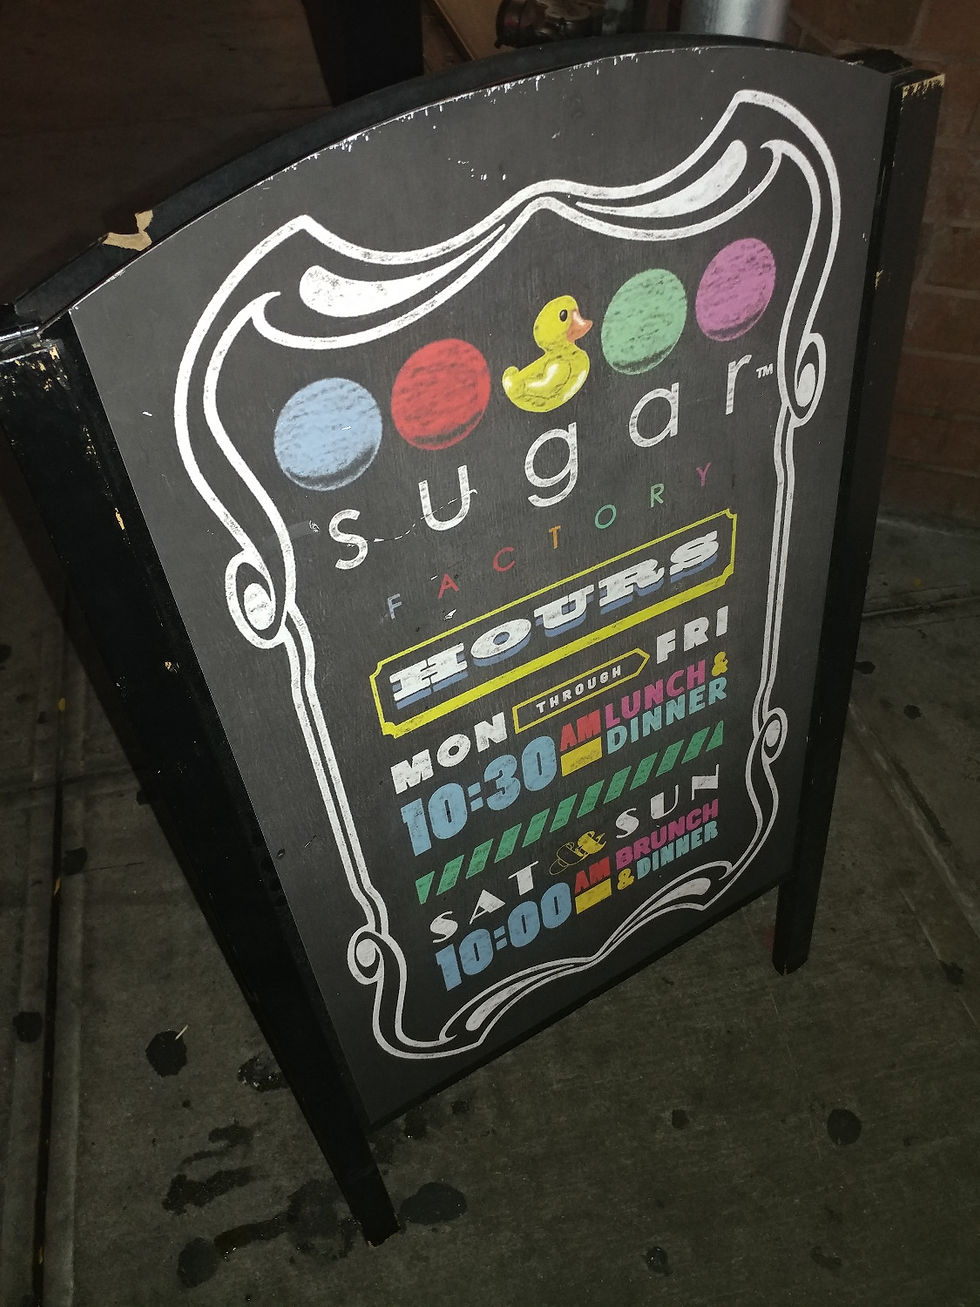 sugar™
FACTORY
HOURS
MON THROUGH FRI
10:30 AM LUNCH &
DINNER
SAT & SUN
10:00 AM BRUNCH
& DINNER